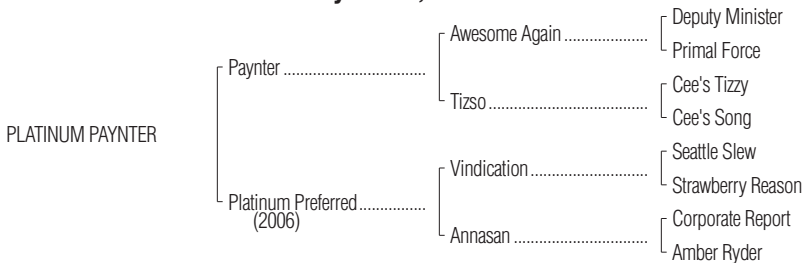 Deputy Minister
Awesome Again ....................
Primal Force
Paynter ..................................
Cee's Tizzy
Tizso ......................................
Cee's Song
PLATINUM PAYNTER
Seattle Slew
Vindication ............................
Strawberry Reason
Platinum Preferred ................
(2006)
Corporate Report
Annasan ................................
Amber Ryder